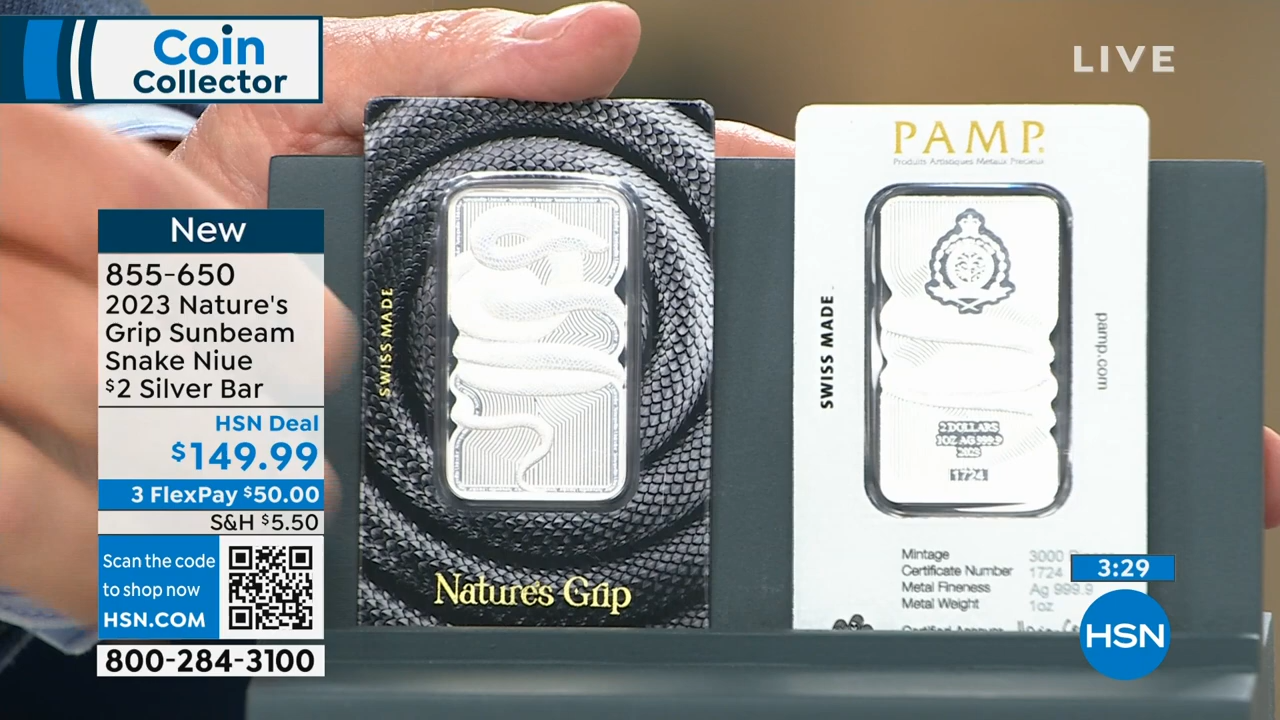 Coin
Collector
LIVE
New
855-650
2023 Nature's
Grip Sunbeam
Snake Niue
$2 Silver Bar
HSN Deal
$149.99
3 FlexPay $50.00
S&H $5.50
Scan the code
to shop now
HSN.COM
800-284-3100
SWISS MADE
Nature's Grip
PAMP.
Produits Artistiques Métaux Précieux
SWISS MADE
pamp.com
2 DOLLARS
1OZ AG 999.9
2023
1724
Mintage 3000
Certificate Number 1724
Metal Fineness Ag 999.9
Metal Weight 1oz
3:29
HSN